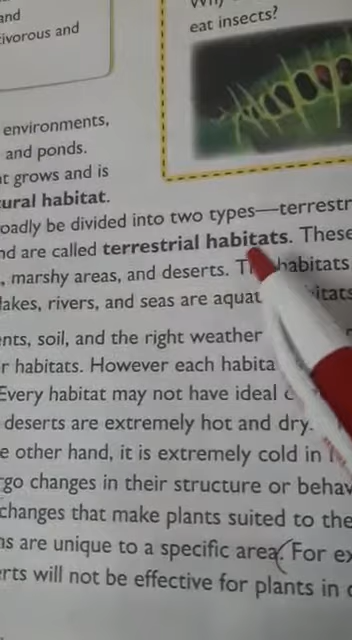 and
ivorous and
eat insects?
environments,
and ponds.
at grows and is
ural habitat.
oadly be divided into two types—terrestr
nd are called terrestrial habitats. These
, marshy areas, and deserts. T habitats
lakes, rivers, and seas are aquat itats
ents, soil, and the right weather
r habitats. However each habita
Every habitat may not have ideal c
deserts are extremely hot and dry.
e other hand, it is extremely cold in
rgo changes in their structure or behav
changes that make plants suited to the
ns are unique to a specific area. For ex
rts will not be effective for plants in